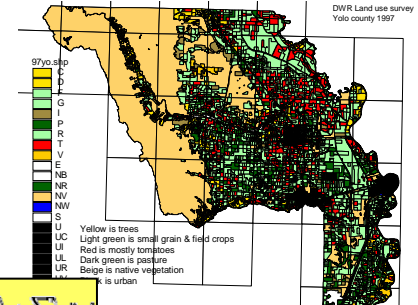 DWR Land use survey
Yolo county 1997
97yo.shp
C
D
F
G
I
P
R
T
V
E
NB
NR
NV
NW
S
U
UC
UI
UL
UR
Yellow is trees
Light green is small grain & field crops
Red is mostly tomatoes
Dark green is pasture
Beige is native vegetation
is urban